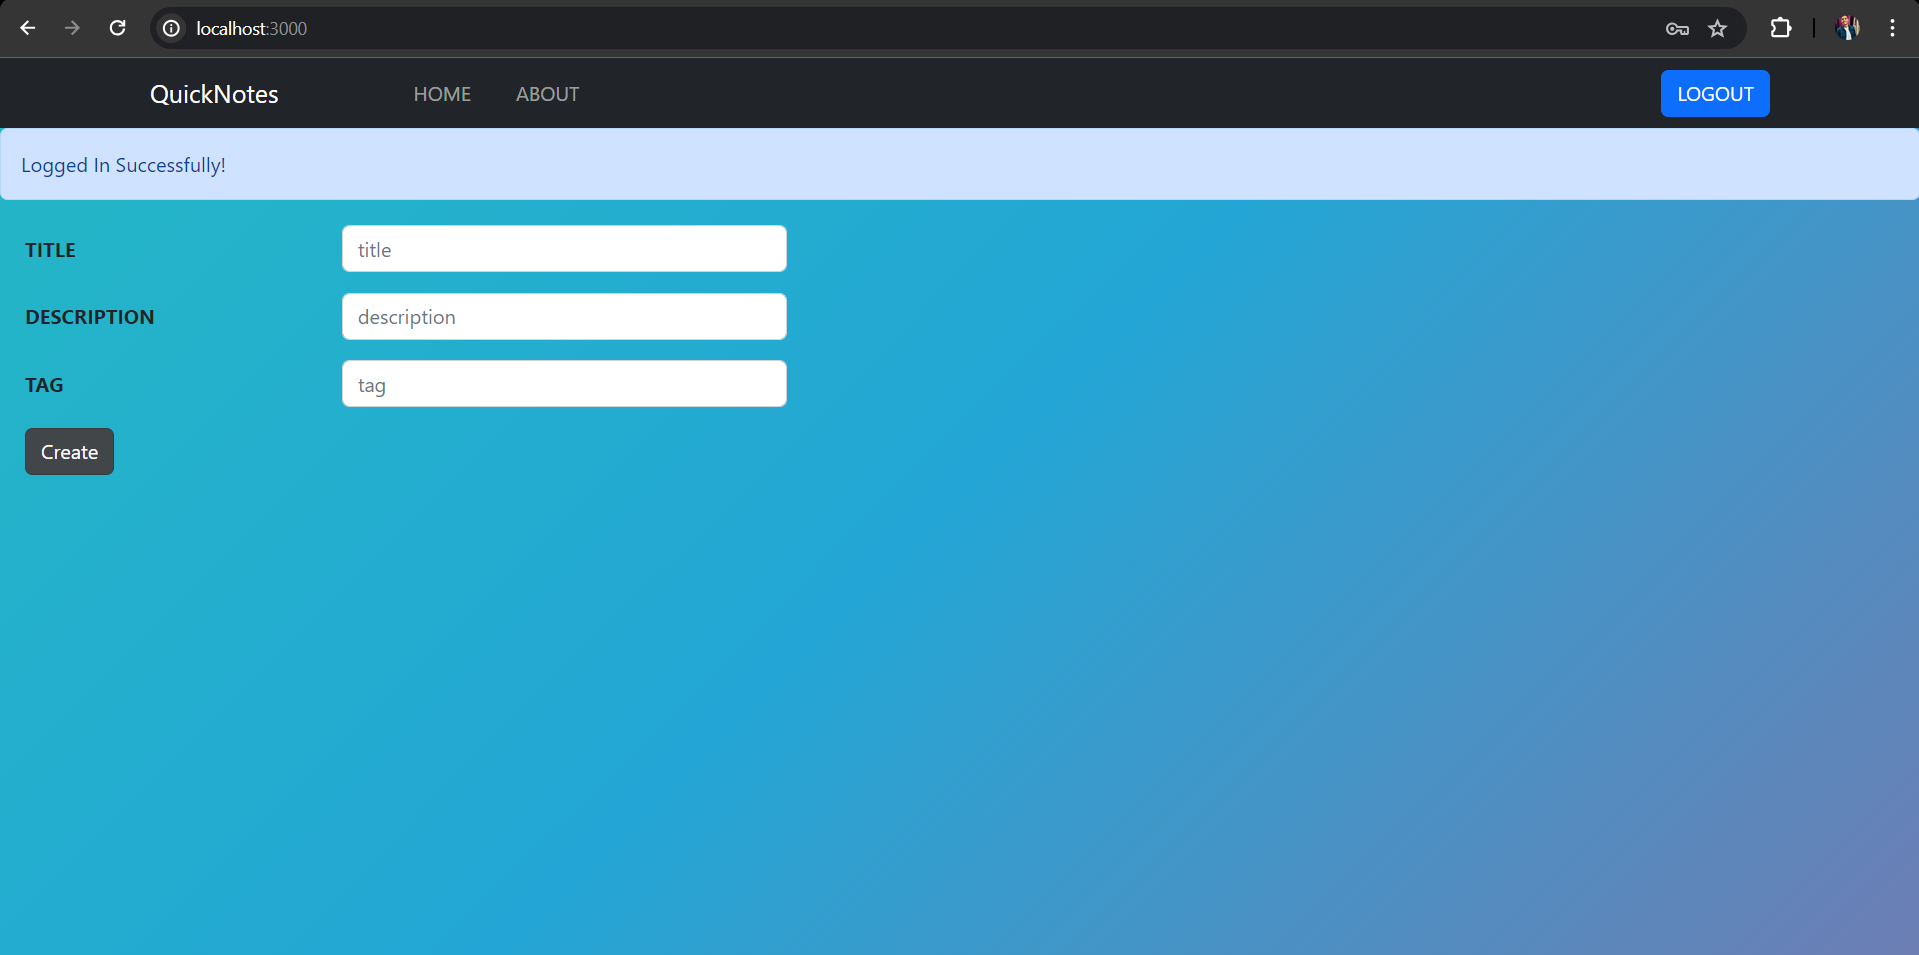 localhost:3000
QuickNotes HOME ABOUT LOGOUT
Logged In Successfully!
TITLE title
DESCRIPTION description
TAG tag
Create